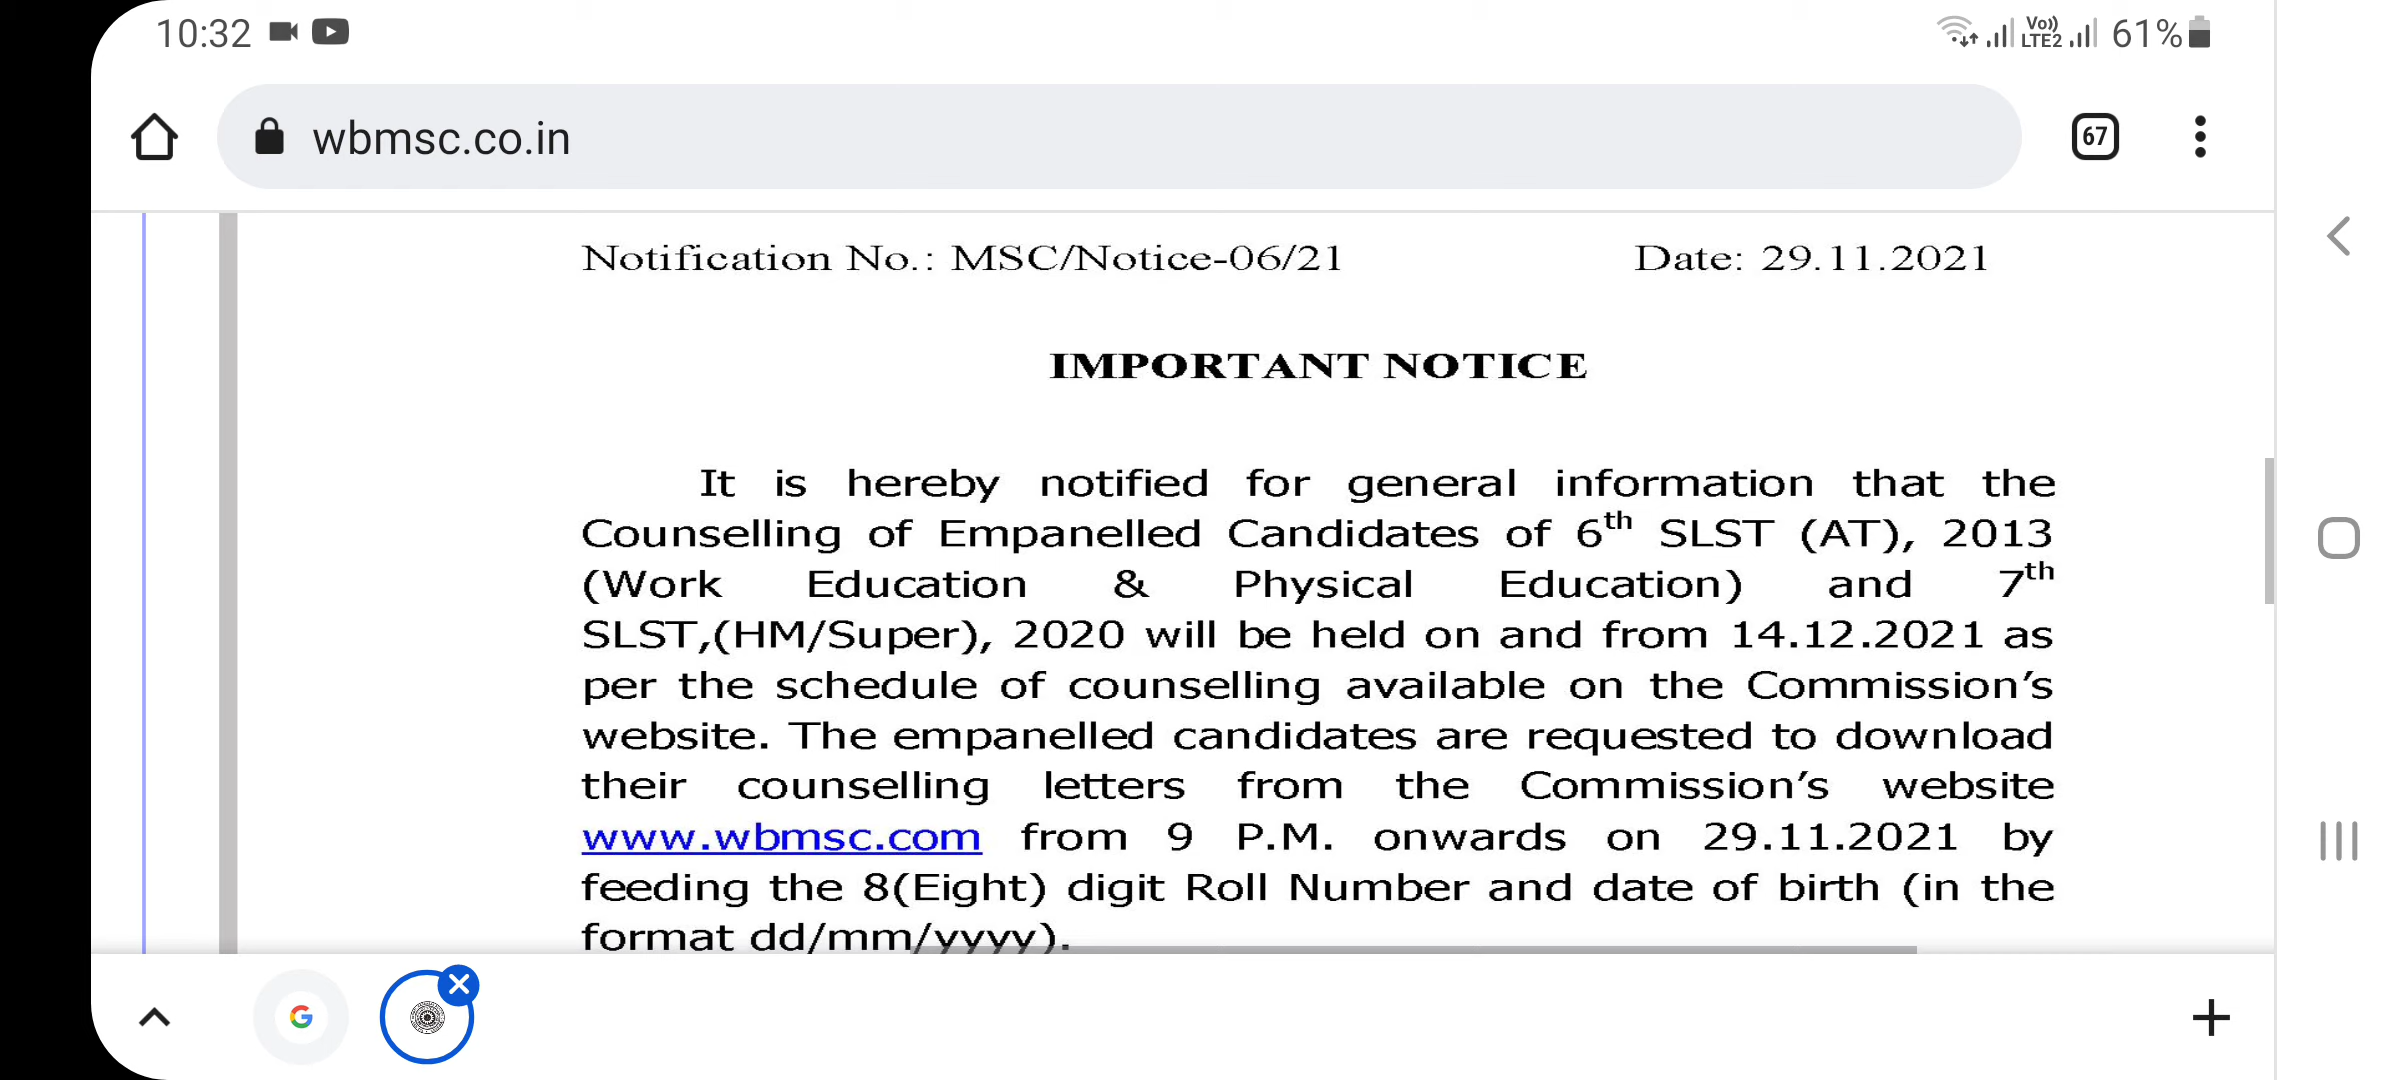 10:32
Vo))
LTE2
61%
wbmsc.co.in
67
Notification No.: MSC/Notice-06/21 Date: 29.11.2021
IMPORTANT NOTICE
It is hereby notified for general information that the
Counselling of Empanelled Candidates of 6th SLST (AT), 2013
(Work Education & Physical Education) and 7th
SLST,(HM/Super), 2020 will be held on and from 14.12.2021 as
per the schedule of counselling available on the Commission’s
website. The empanelled candidates are requested to download
their counselling letters from the Commission’s website
www.wbmsc.com from 9 P.M. onwards on 29.11.2021 by
feeding the 8(Eight) digit Roll Number and date of birth (in the
format dd/mm/yyyy).
G